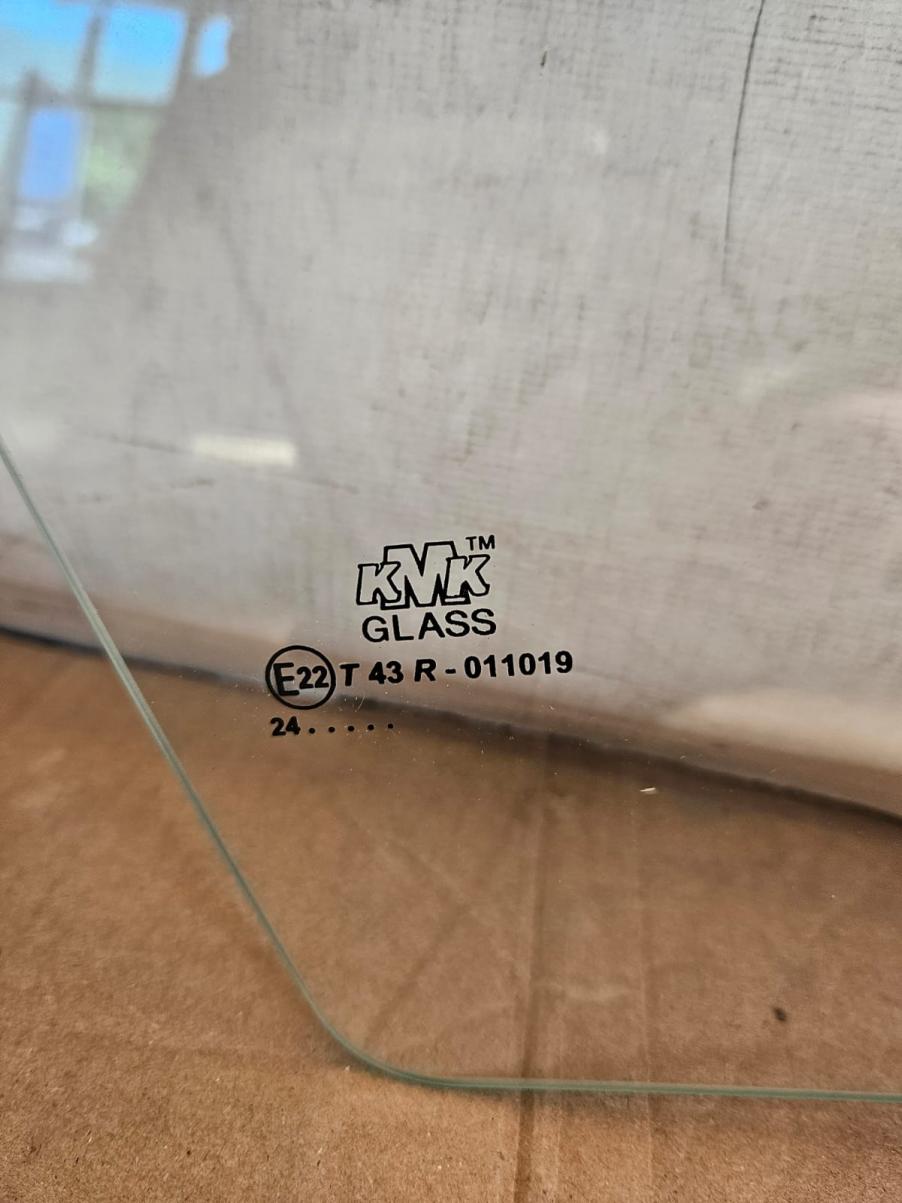 KMK™
GLASS
E22 T 43 R - 011019
24 . . . . .